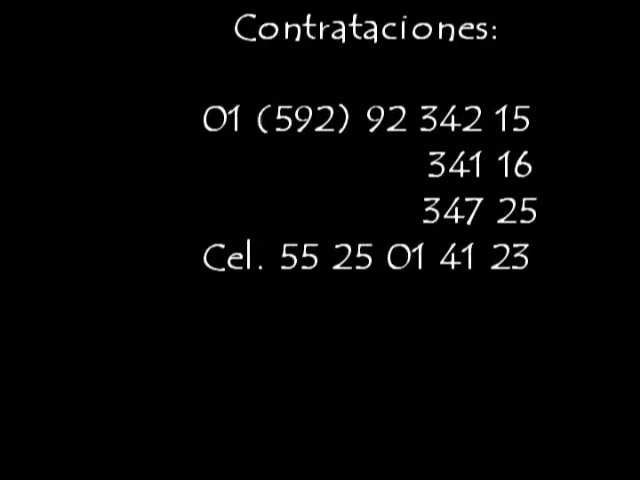 Contrataciones:
01 (592) 92 342 15
341 16
347 25
Cel. 55 25 01 41 23